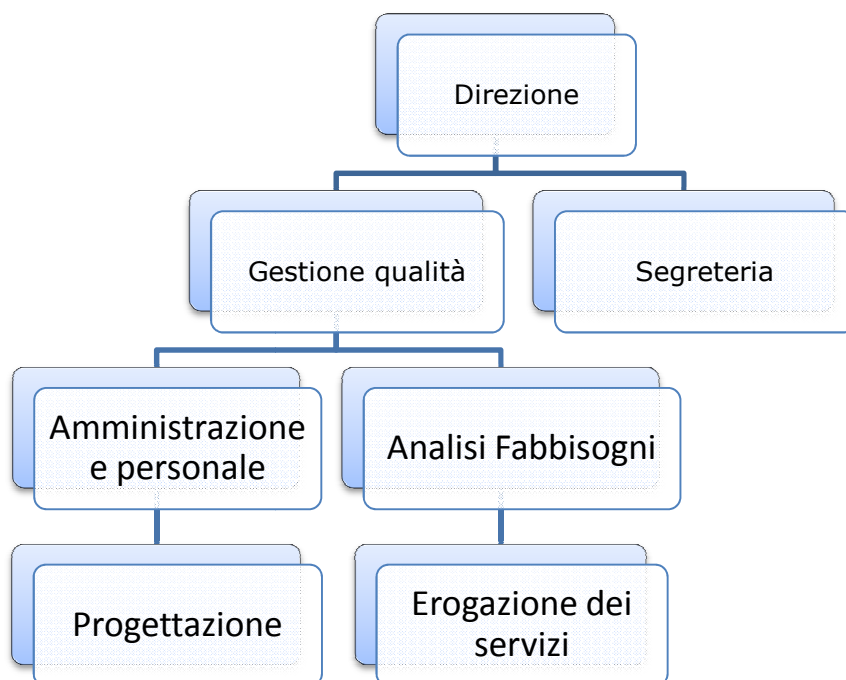 Direzione
Gestione qualità
Segreteria
Amministrazione
e personale
Analisi Fabbisogni
Progettazione
Erogazione dei
servizi